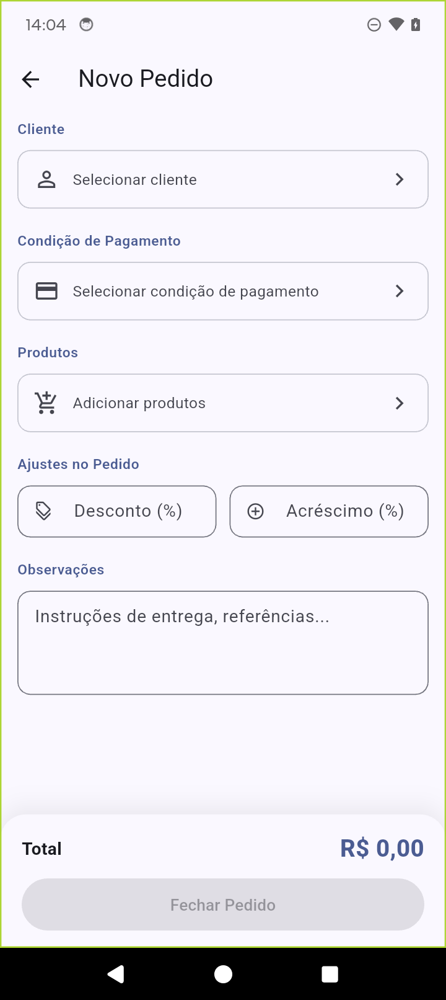 14:04
Novo Pedido
Cliente
Selecionar cliente
Condição de Pagamento
Selecionar condição de pagamento
Produtos
Adicionar produtos
Ajustes no Pedido
Desconto (%) Acréscimo (%)
Observações
Instruções de entrega, referências...
Total R$ 0,00
Fechar Pedido